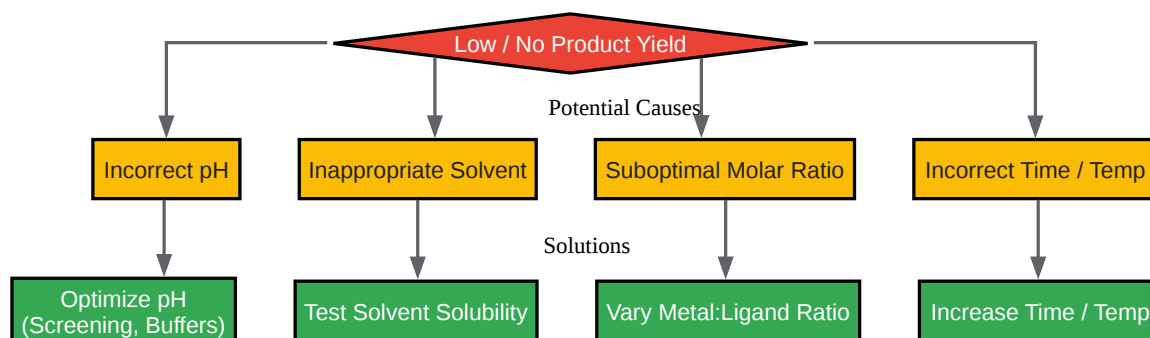 Low / No Product Yield
Potential Causes
Incorrect pH
Inappropriate Solvent
Suboptimal Molar Ratio
Incorrect Time / Temp
Solutions
Optimize pH
(Screening, Buffers)
Test Solvent Solubility
Vary Metal:Ligand Ratio
Increase Time / Temp